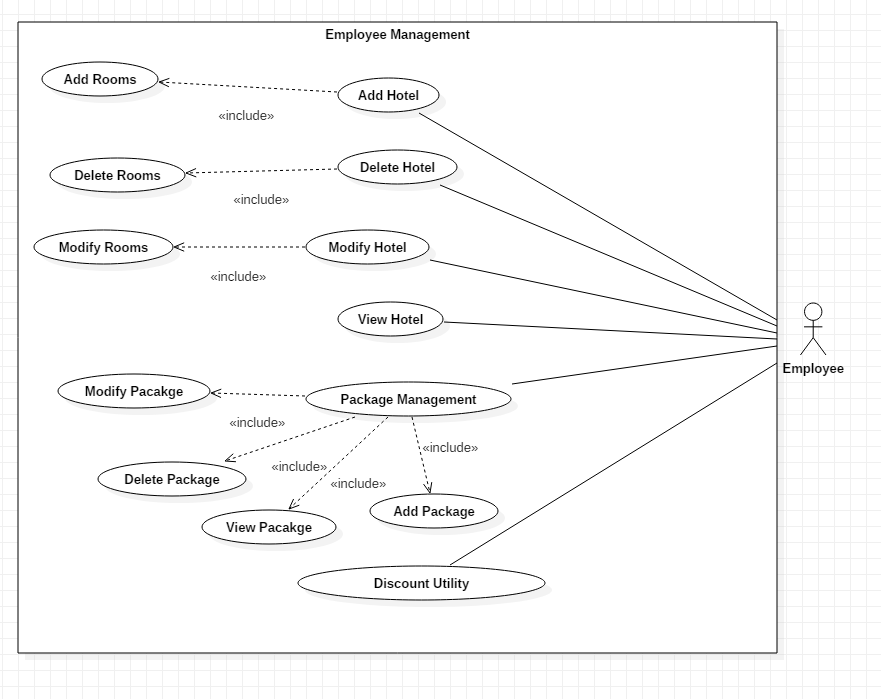 Employee Management
Add Rooms
Add Hotel
«include»
Delete Hotel
Delete Rooms
«include»
Modify Rooms
Modify Hotel
«include»
View Hotel
Employee
Modify Pacakge
Package Management
«include»
«include»
«include»
Delete Package
«include»
Add Package
View Pacakge
Discount Utility